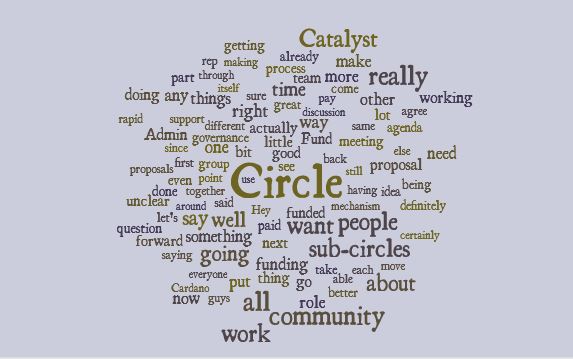 getting Catalyst
rep making already make
part through process
itself team more really
doing any things sure time come other working
rapid support right great pay lot agree
Admin different actually way discussion same agenda
since governance little Fund meeting
one bit good back else need
proposals first group see still proposal
even point Circle use having idea being
done together
unclear around said Hey funded mechanism definitely
let's say well paid want people
question something certainly
forward next sub-circles
saying going funding take each move
everyone put thing go able about
Cardano better
now guys all role
community
work